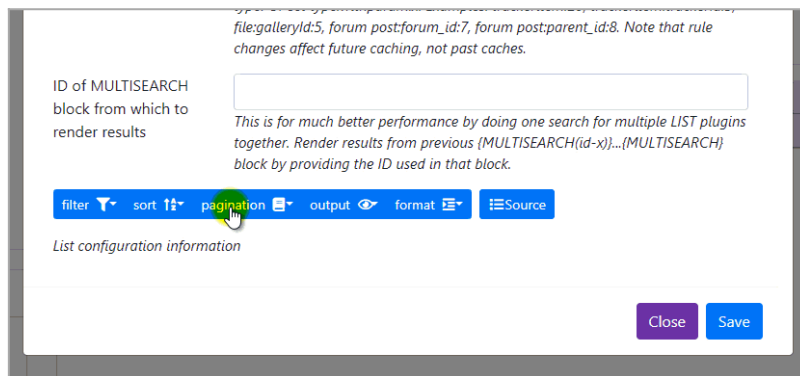 file:galleryId:5, forum post:forum_id:7, forum post:parent_id:8. Note that rule
changes affect future caching, not past caches.
ID of MULTISEARCH
block from which to
render results
This is for much better performance by doing one search for multiple LIST plugins
together. Render results from previous {MULTISEARCH(id-x)}...{MULTISEARCH}
block by providing the ID used in that block.
filter sort pagination output format Source
List configuration information
Close Save